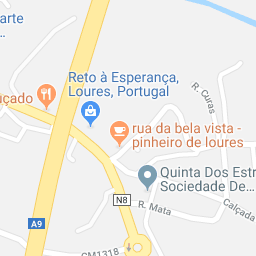 arte
Reto à Esperança,
Loures, Portugal
R. Curas
çado
rua da bela vista -
pinheiro de loures
Quinta Dos Estr
Sociedade De...
N8
R. Mata
Calçada
A9
CM1318